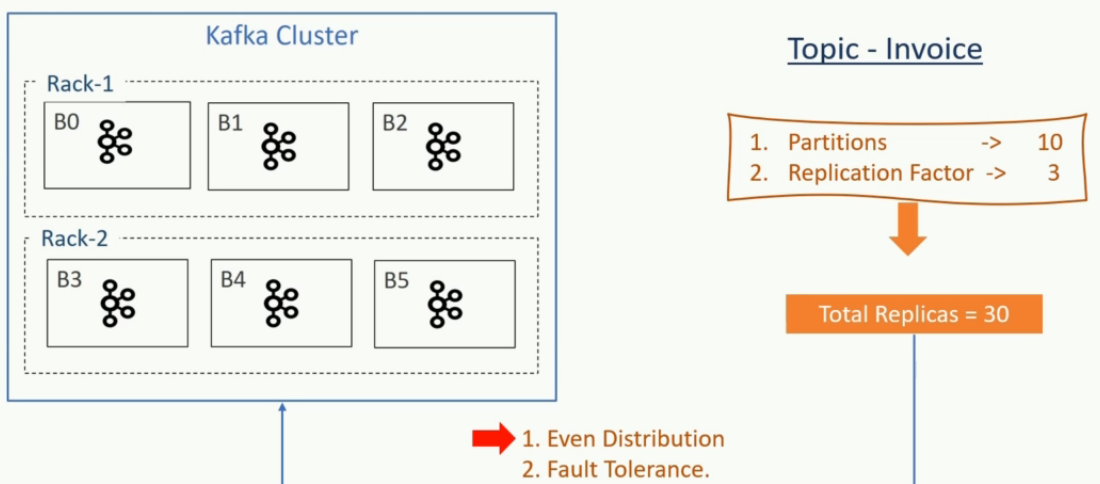 Kafka Cluster
Rack-1
B0
B1
B2
Rack-2
B3
B4
B5
Topic - Invoice
1. Partitions -> 10
2. Replication Factor -> 3
Total Replicas = 30
1. Even Distribution
2. Fault Tolerance.